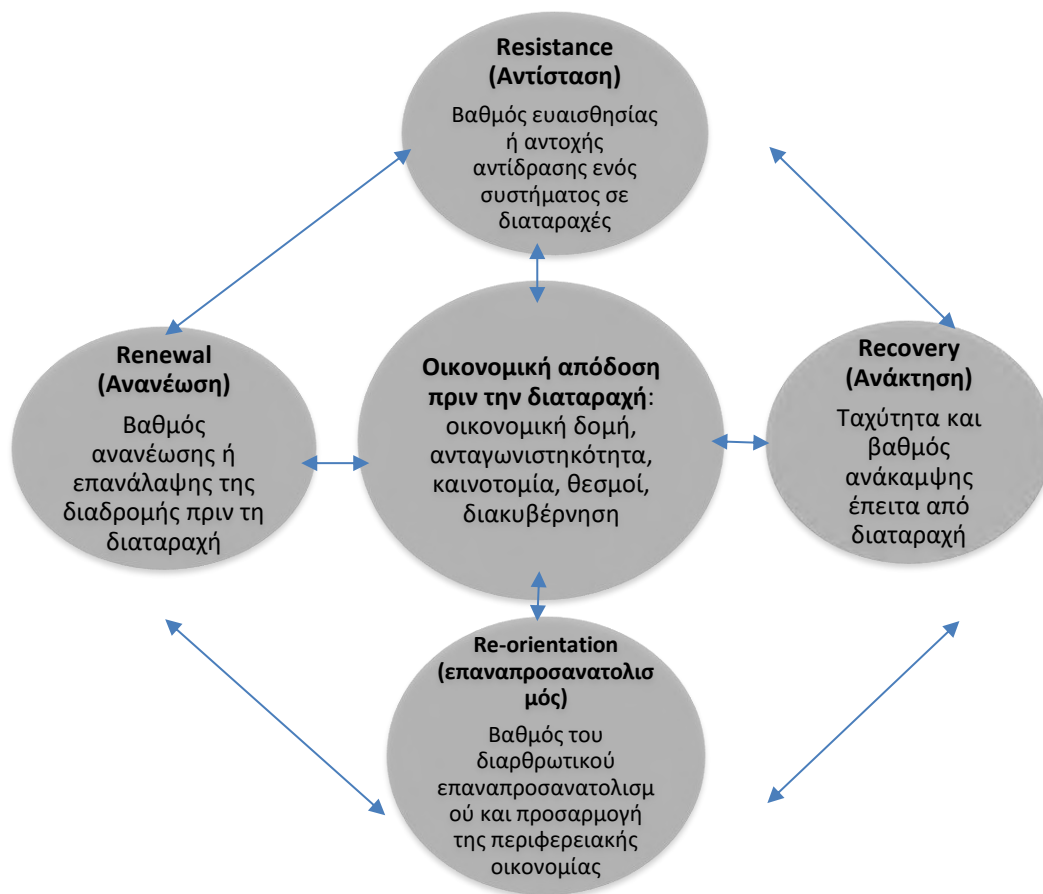 Resistance
(Αντίσταση)
Βαθμός ευαισθησίας
ή αντοχής
αντίδρασης ενός
συστήματος σε
διαταραχές
Renewal
(Ανανέωση)
Βαθμός
ανανέωσης ή
επανάλαψης της
διαδρομής πριν τη
διαταραχή
Οικονομική απόδοση
πριν την διαταραχή:
οικονομική δομή,
ανταγωνιστηκότητα,
καινοτομία, θεσμοί,
διακυβέρνηση
Recovery
(Ανάκτηση)
Ταχύτητα και
βαθμός
ανάκαμψης
έπειτα από
διαταραχή
Re-orientation
(επαναπροσανατολισ
μός)
Βαθμός του
διαρθρωτικού
επαναπροσανατολισμ
ού και προσαρμογή
της περιφερειακής
οικονομίας